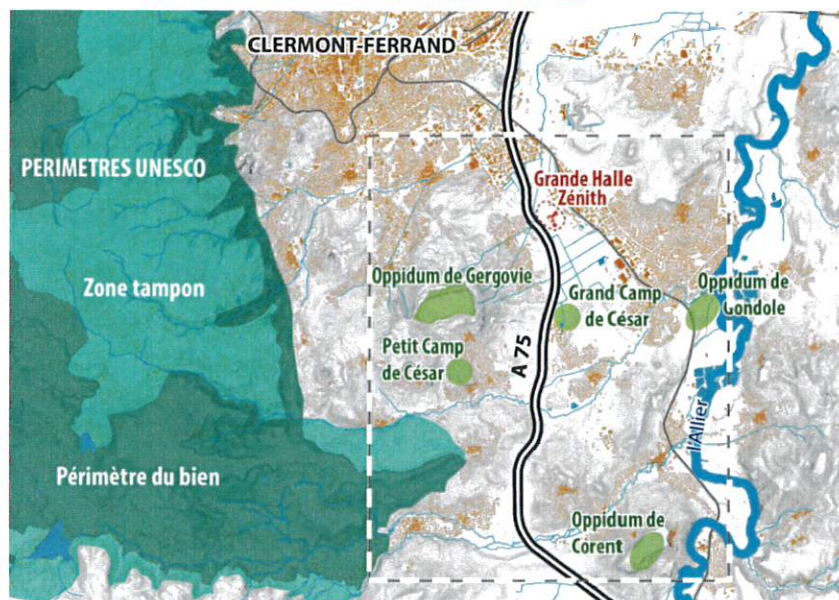 CLERMONT-FERRAND
PERIMETRES UNESCO
Grande Halle
Zénith
Zone tampon
Oppidum de Gergovie
Grand Camp
de César
Oppidum de
Gondole
Petit Camp
de César
A 75
l'Allier
Périmètre du bien
Oppidum de
Corent